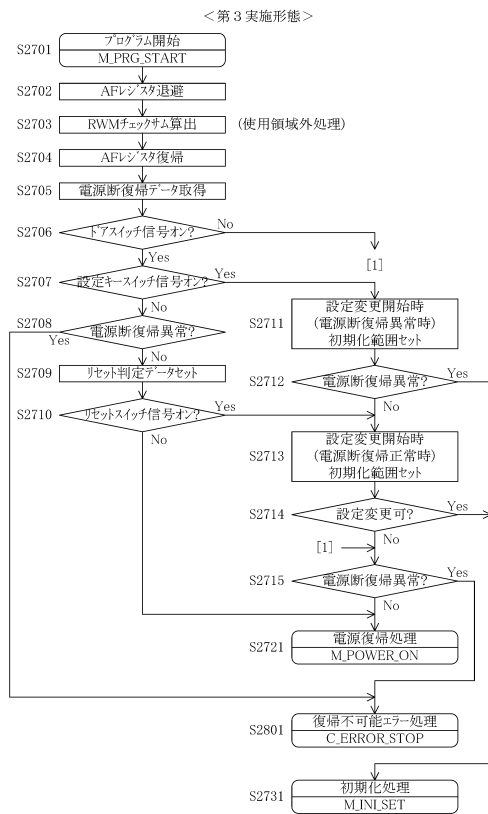 <第3実施形態>
S2701
プログラム開始
M_PRG_START
S2702
AFレジスタ退避
S2703
RWMチェックサム算出
(使用領域外処理)
S2704
AFレジスタ復帰
S2705
電源断復帰データ取得
S2706
ドアスイッチ信号オン?
No
Yes
[1]
S2707
設定キースイッチ信号オン?
Yes
No
S2708
電源断復帰異常?
Yes
No
S2711
設定変更開始時
(電源断復帰異常時)
初期化範囲セット
S2709
リセット判定データセット
S2712
電源断復帰異常?
Yes
No
S2710
リセットスイッチ信号オン?
Yes
No
S2713
設定変更開始時
(電源断復帰正常時)
初期化範囲セット
S2714
設定変更可?
Yes
No
[1]
S2715
電源断復帰異常?
Yes
No
S2721
電源復帰処理
M_POWER_ON
S2801
復帰不可能エラー処理
C_ERROR_STOP
S2731
初期化処理
M_INI_SET